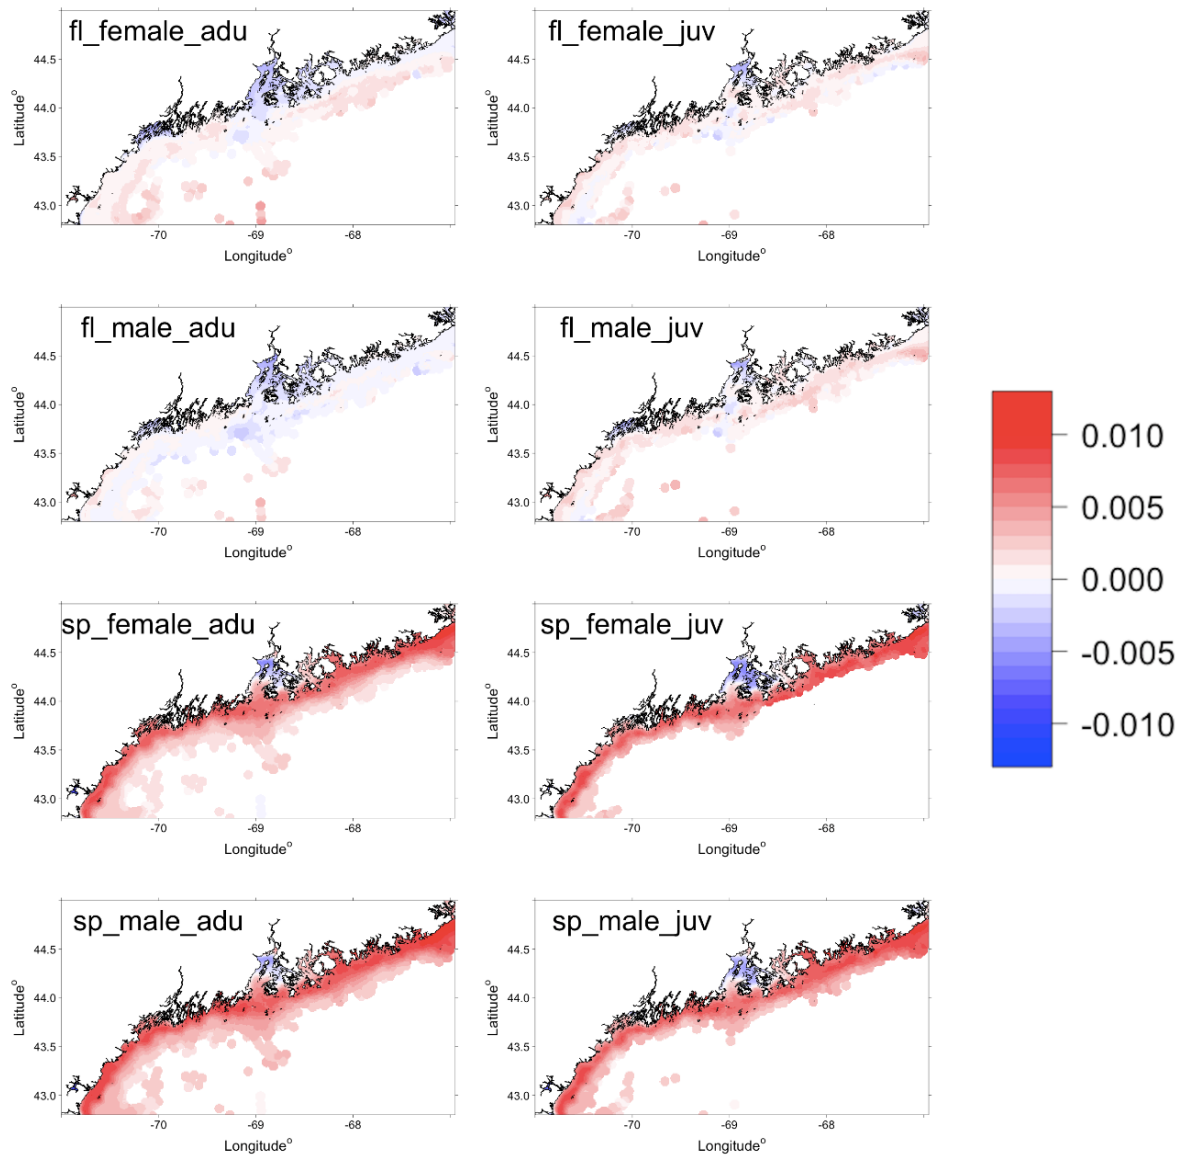 fl_female_adu
fl_female_juv
44.5
44.0
43.5
43.0
Latitude°
-70
-69
-68
Longitude°
44.5
44.0
43.5
43.0
Latitude°
-70
-69
-68
Longitude°
fl_male_adu
fl_male_juv
44.5
44.0
43.5
43.0
Latitude°
-70
-69
-68
Longitude°
44.5
44.0
43.5
43.0
Latitude°
-70
-69
-68
Longitude°
0.010
0.005
0.000
-0.005
-0.010
sp_female_adu
sp_female_juv
44.5
44.0
43.5
43.0
Latitude°
-70
-69
-68
Longitude°
44.5
44.0
43.5
43.0
Latitude°
-70
-69
-68
Longitude°
sp_male_adu
sp_male_juv
44.5
44.0
43.5
43.0
Latitude°
-70
-69
-68
Longitude°
44.5
44.0
43.5
43.0
Latitude°
-70
-69
-68
Longitude°